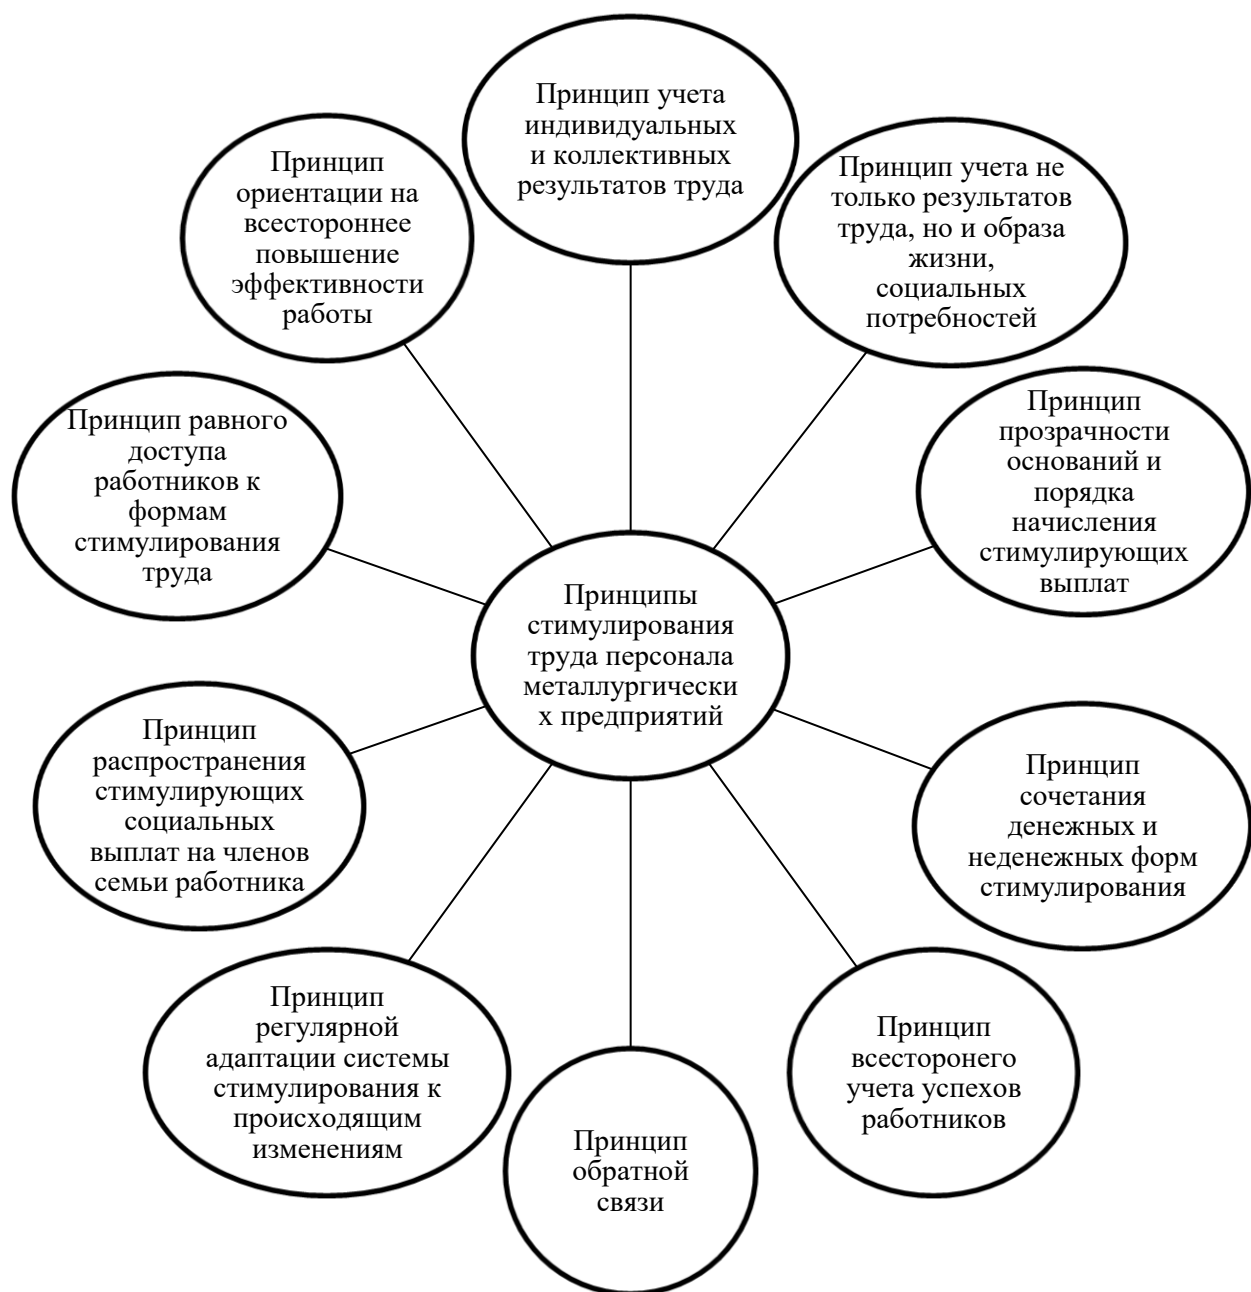 Принцип учета
индивидуальных
и коллективных
результатов труда
Принцип учета не
только результатов
труда, но и образа
жизни,
социальных
потребностей
Принцип
прозрачности
оснований и
порядка
начисления
стимулирующих
выплат
Принцип
сочетания
денежных и
неденежных форм
стимулирования
Принцип
всесторонего
учета успехов
работников
Принцип
обратной
связи
Принцип
регулярной
адаптации системы
стимулирования к
происходящим
изменениям
Принцип
распространения
стимулирующих
социальных
выплат на членов
семьи работника
Принцип равного
доступа
работников к
формам
стимулирования
труда
Принцип
ориентации на
всестороннее
повышение
эффективности
работы
Принципы
стимулирования
труда персонала
металлургически
х предприятий